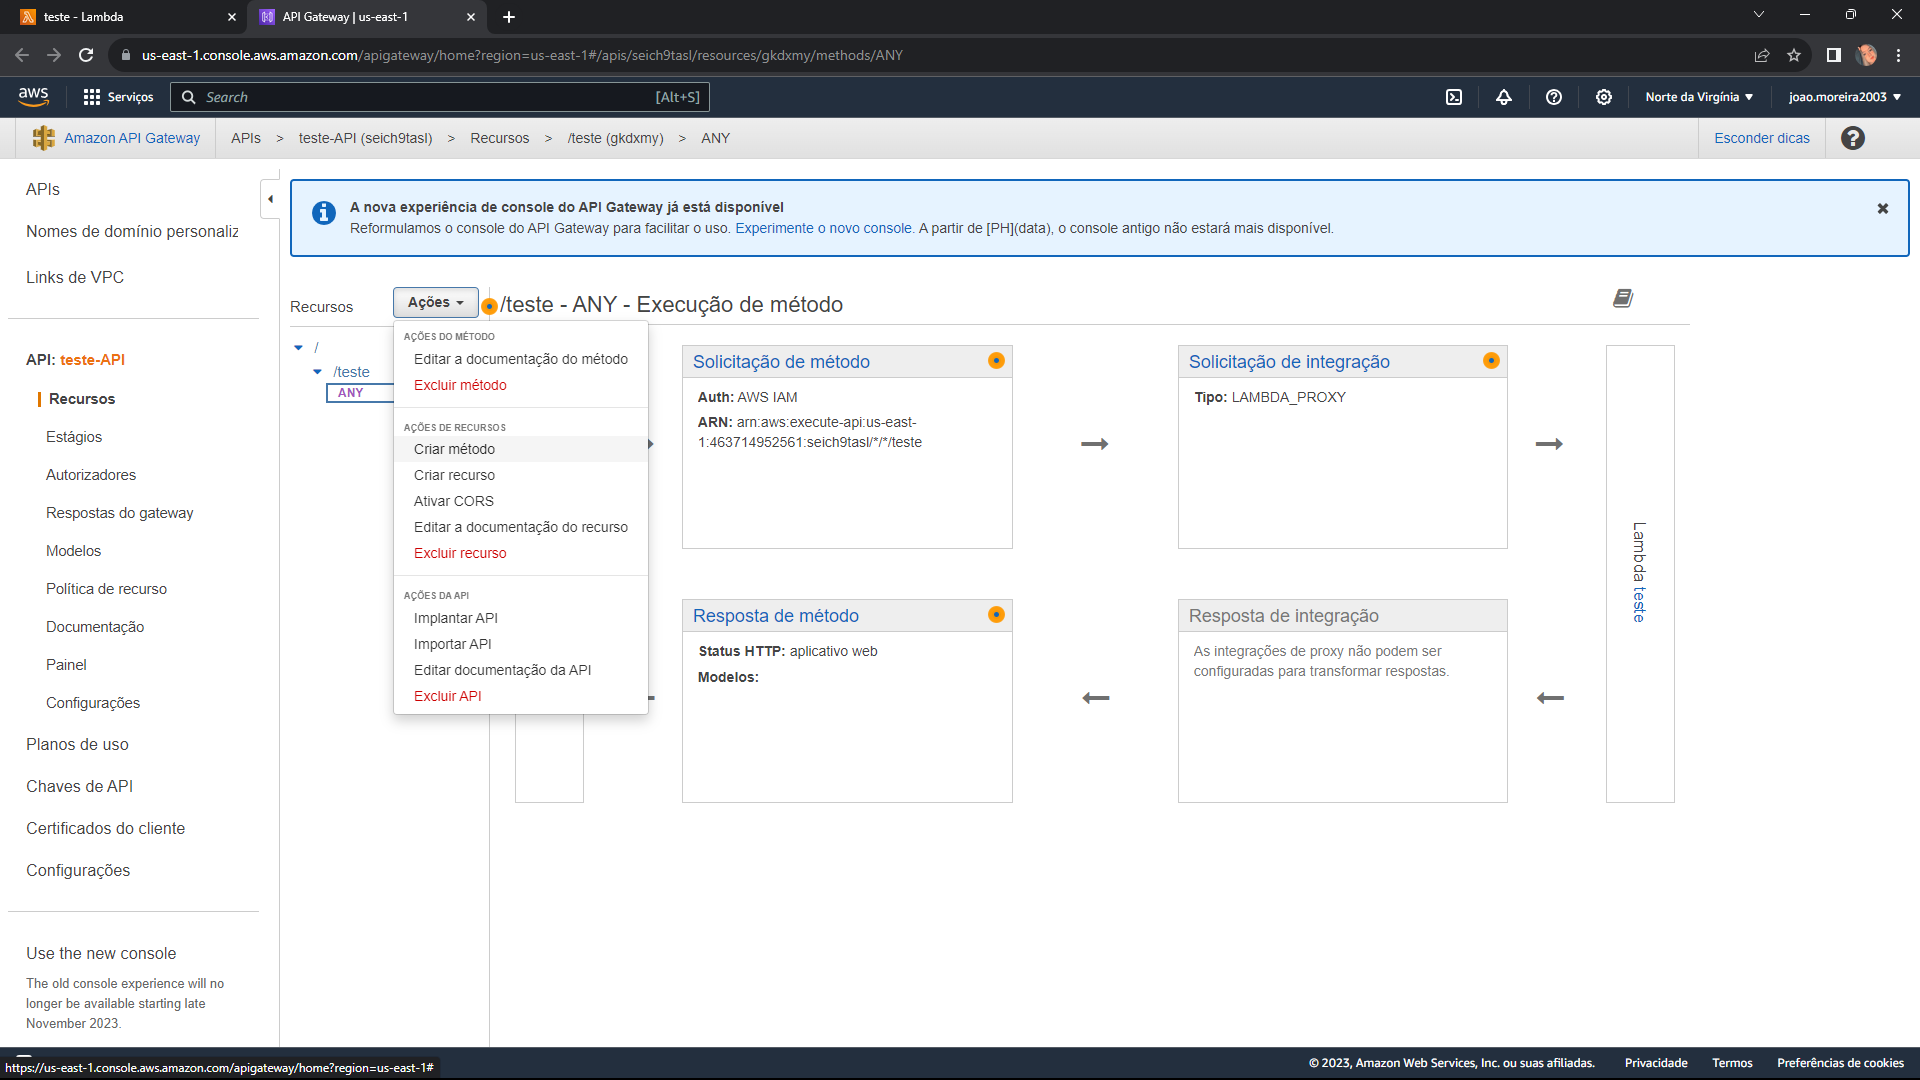 teste - Lambda
API Gateway | us-east-1
us-east-1.console.aws.amazon.com/apigateway/home?region=us-east-1#/apis/seich9tasl/resources/gkdxmy/methods/ANY
aws
Serviços
Search
[Alt+S]
Norte da Virgínia
joao.moreira2003
Amazon API Gateway
APIs > teste-API (seich9tasl) > Recursos > /teste (gkdxmy) > ANY
Esconder dicas
APIs
Nomes de domínio personaliz
Links de VPC
API: teste-API
Recursos
Estágios
Autorizadores
Respostas do gateway
Modelos
Política de recurso
Documentação
Painel
Configurações
Planos de uso
Chaves de API
Certificados do cliente
Configurações
Use the new console
The old console experience will no
longer be available starting late
November 2023.
A nova experiência de console do API Gateway já está disponível
Reformulamos o console do API Gateway para facilitar o uso. Experimente o novo console. A partir de [PH](data), o console antigo não estará mais disponível.
Recursos
Ações
/teste - ANY - Execução de método
/
/teste
ANY
AÇÕES DO MÉTODO
Editar a documentação do método
Excluir método
AÇÕES DE RECURSOS
Criar método
Criar recurso
Ativar CORS
Editar a documentação do recurso
Excluir recurso
AÇÕES DA API
Implantar API
Importar API
Editar documentação da API
Excluir API
Solicitação de método
Auth: AWS IAM
ARN: arn:aws:execute-api:us-east-
1:463714952561:seich9tasl/*/*/teste
Solicitação de integração
Tipo: LAMBDA_PROXY
Lambda teste
Resposta de método
Status HTTP: aplicativo web
Modelos:
Resposta de integração
As integrações de proxy não podem ser
configuradas para transformar respostas.
https://us-east-1.console.aws.amazon.com/apigateway/home?region=us-east-1#
© 2023, Amazon Web Services, Inc. ou suas afiliadas.
Privacidade
Termos
Preferências de cookies